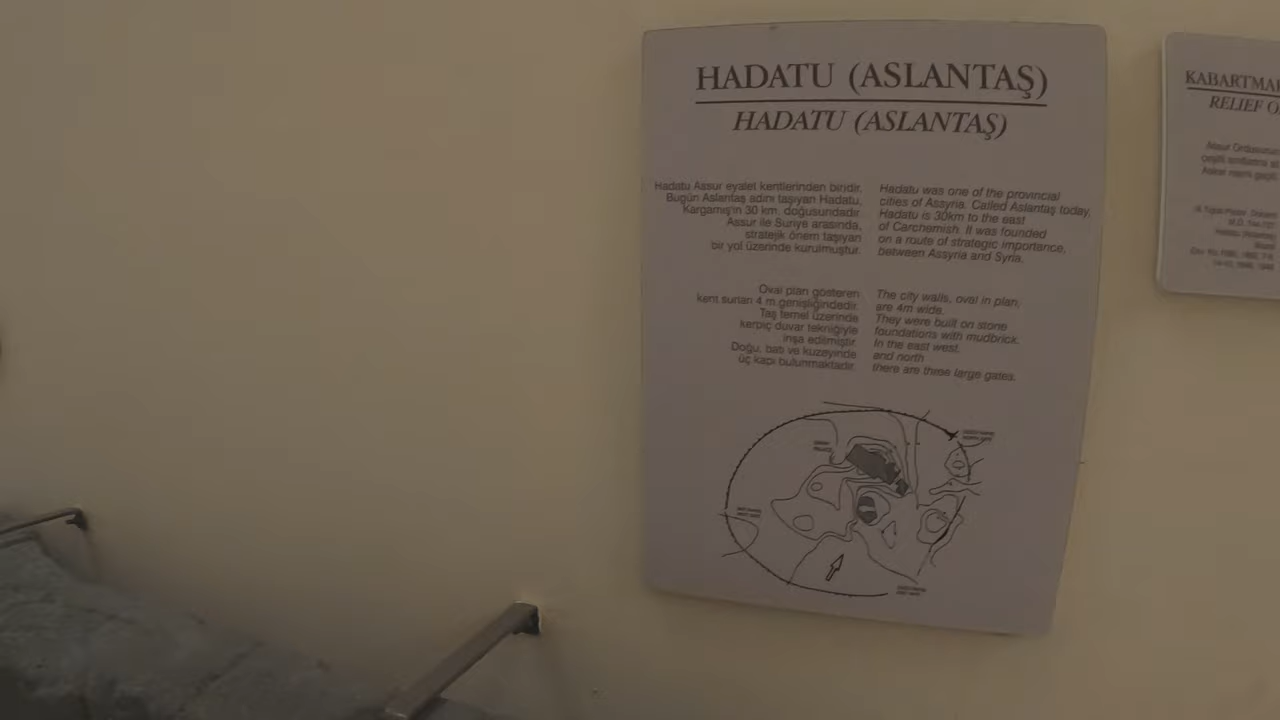 HADATU (ASLANTAŞ)
HADATU (ASLANTAŞ)
Hadatu Assur eyalet kentlerinden biridir.
Bugün Aslantaş adını taşıyan Hadatu,
Kargamış'ın 30 km. doğusundadır.
Assur ile Suriye arasında,
stratejik önem taşıyan
bir yol üzerinde kurulmuştur.
Hadatu was one of the provincial
cities of Assyria. Called Aslantaş today,
Hadatu is 30km to the east
of Carchemish. It was founded
on a route of strategic importance,
between Assyria and Syria.
Oval plan gösteren
kent surları 4 m.genişliğindedir.
Taş temel üzerinde
kerpiç duvar tekniğiyle
inşa edilmiştir.
Doğu, batı ve kuzeyinde
üç kapı bulunmaktadır.
The city walls, oval in plan,
are 4m wide.
They were built on stone
foundations with mudbrick.
In the east west,
and north
there are three large gates.
KABARTMA
RELIEF O